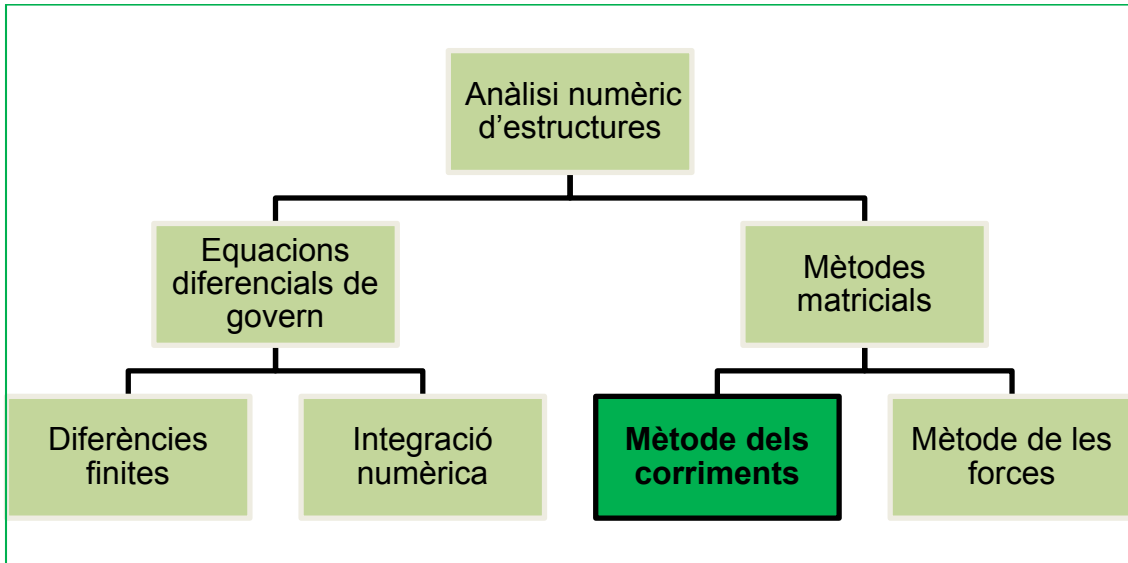 Anàlisi numèric
d’estructures
Equacions
diferencials de
govern
Mètodes
matricials
Diferències
finites
Integració
numèrica
Mètode dels
corriments
Mètode de les
forces